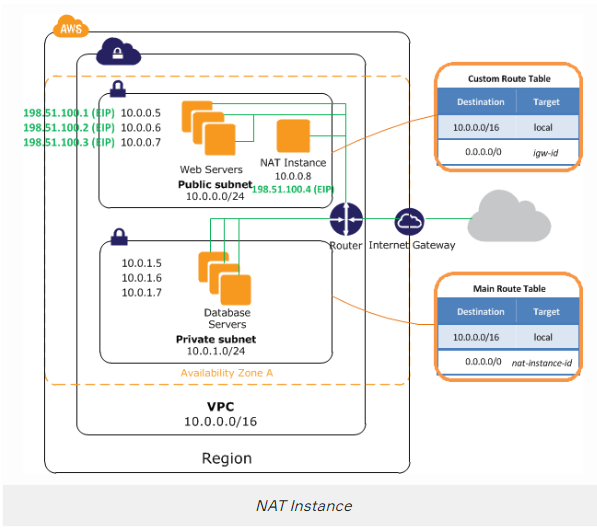 AWS
198.51.100.1 (EIP) 10.0.0.5
198.51.100.2 (EIP) 10.0.0.6
198.51.100.3 (EIP) 10.0.0.7
Web Servers
NAT Instance
10.0.0.8
198.51.100.4 (EIP)
Public subnet
10.0.0.0/24
Custom Route Table
Destination Target
10.0.0.0/16 local
0.0.0.0/0 igw-id
Router
Internet Gateway
10.0.1.5
10.0.1.6
10.0.1.7
Database
Servers
Private subnet
10.0.1.0/24
Main Route Table
Destination Target
10.0.0.0/16 local
0.0.0.0/0 nat-instance-id
Availability Zone A
VPC
10.0.0.0/16
Region
NAT Instance